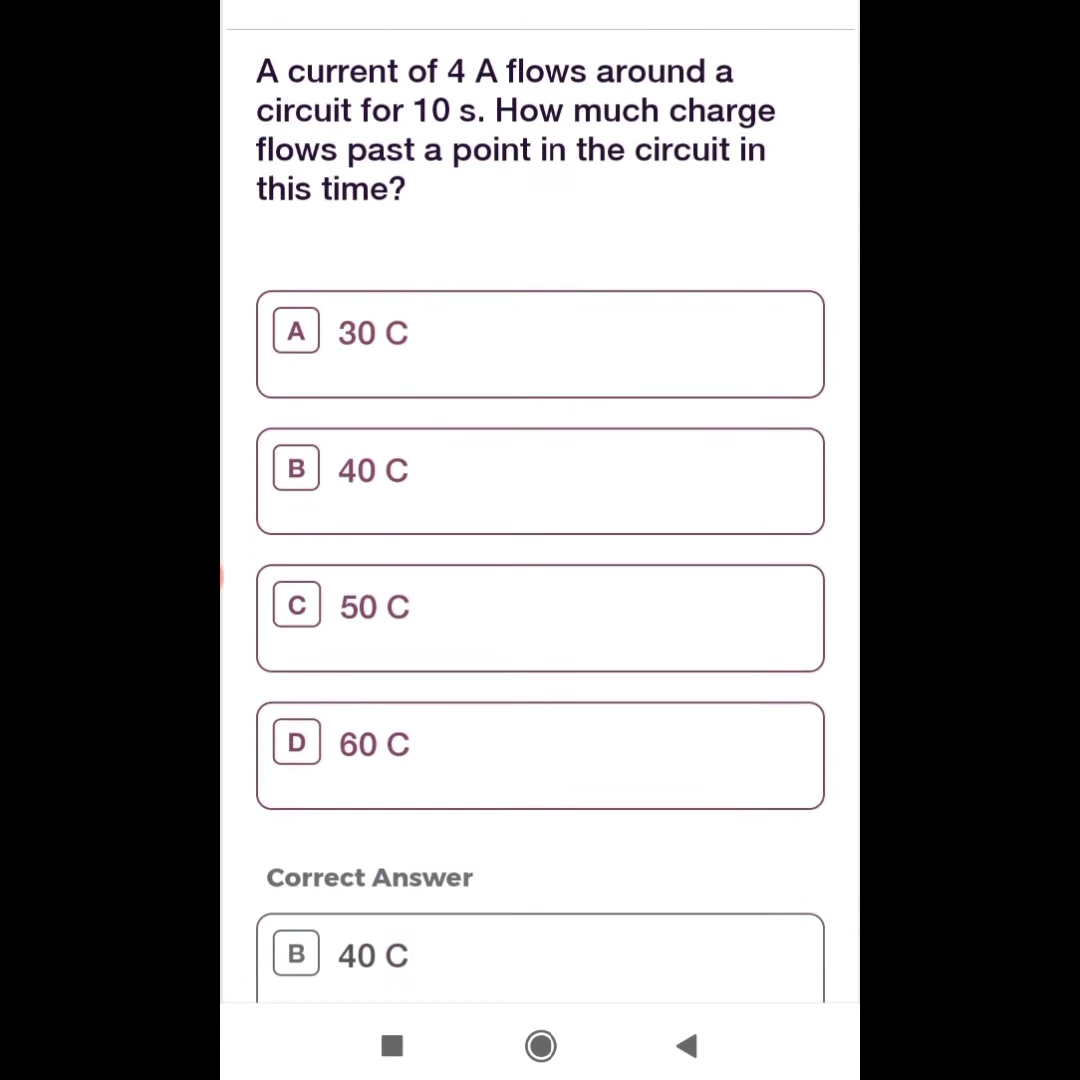 A current of 4 A flows around a
circuit for 10 s. How much charge
flows past a point in the circuit in
this time?
A 30 C
B 40 C
C 50 C
D 60 C
Correct Answer
B 40 C